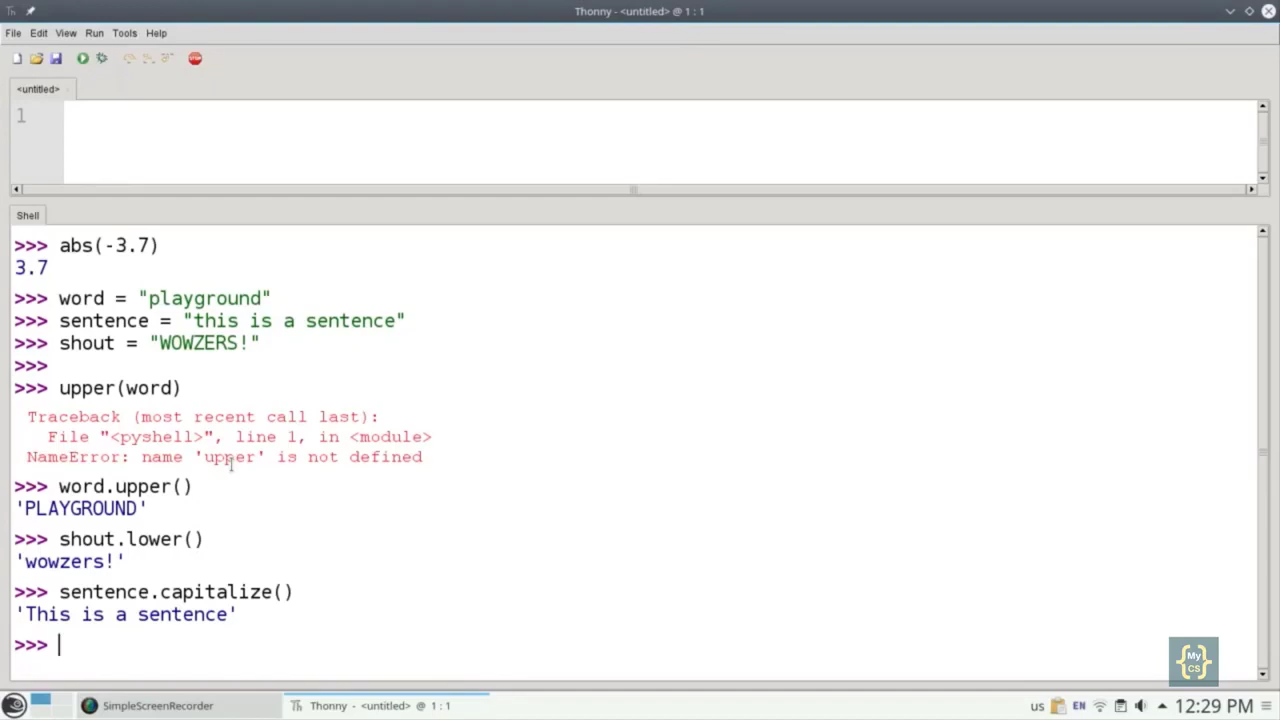 Thonny - <untitled> @ 1 : 1
File Edit View Run Tools Help
STOP
<untitled>
1
Shell
>>> abs(-3.7)
3.7
>>> word = "playground"
>>> sentence = "this is a sentence"
>>> shout = "WOWZERS!"
>>>
>>> upper(word)
Traceback (most recent call last):
File "<pyshell>", line 1, in <module>
NameError: name 'upper' is not defined
>>> word.upper()
'PLAYGROUND'
>>> shout.lower()
'wowzers!'
>>> sentence.capitalize()
'This is a sentence'
>>>
{My CS}
SimpleScreenRecorder Thonny - <untitled> @ 1 : 1 us EN 12:29 PM